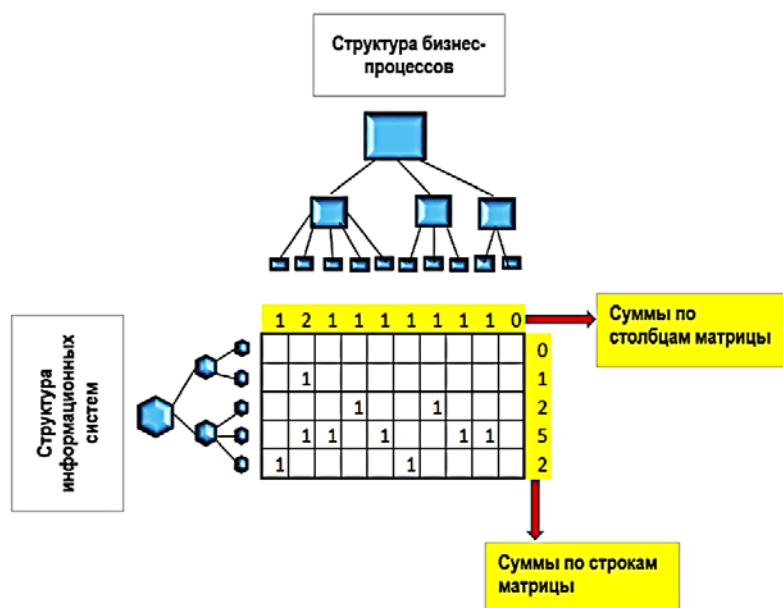 Структура бизнес-
процессов
1 2 1 1 1 1 1 1 1 0
Суммы по
столбцам матрицы
0
1 1
1 1 2
1 1 1 1 1 5
1 1 2
Структура
информационных
систем
Суммы по строкам
матрицы